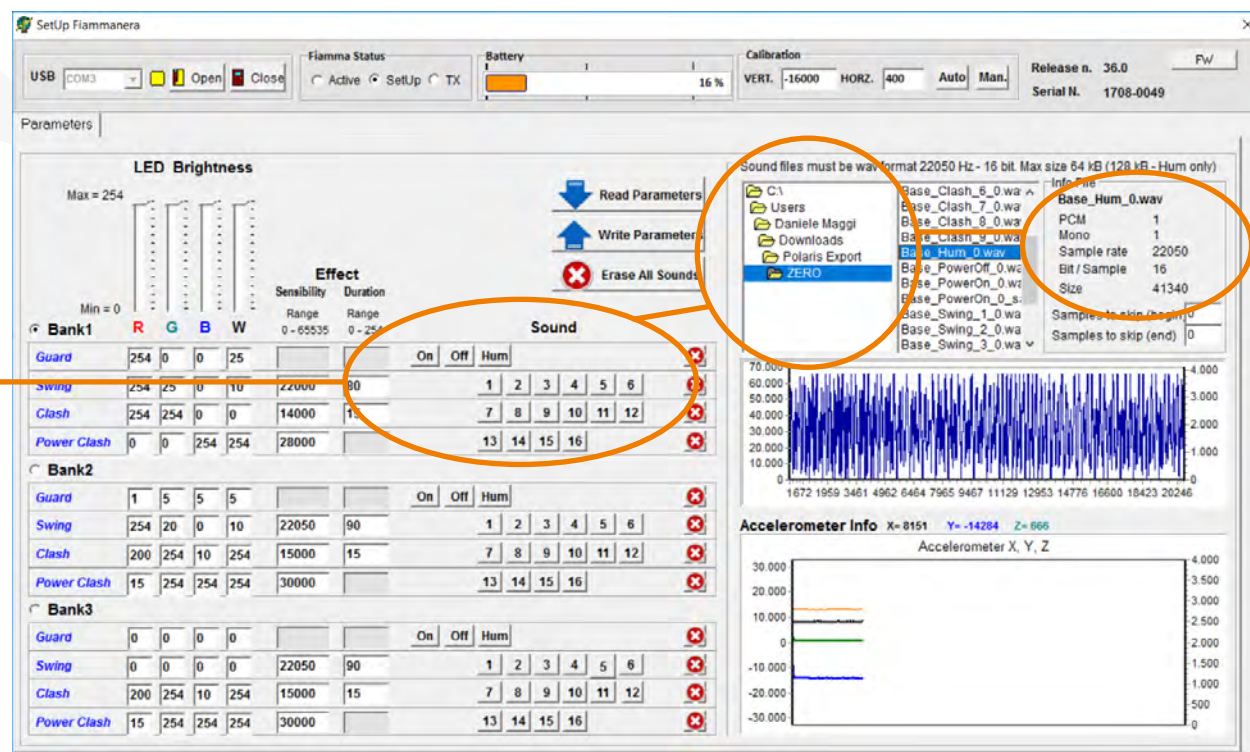 SetUp Fiammanera
USB COM3 Open Close
Fiamma Status
Active SetUp TX
Battery
16 %
Calibration
VERT. -16000 HORZ. 400 Auto Man.
Release n. 36.0
Serial N. 1708-0049
FW
Parameters
LED Brightness
Max = 254
Min = 0
Read Parameters
Write Parameters
Erase All Sounds
Effect
Sensibility Duration
Range Range
0 - 65535 0 - 254
Sound
Bank1 R G B W
Guard 254 0 0 25 On Off Hum
Swing 254 25 0 10 22000 80 1 2 3 4 5 6
Clash 254 254 0 0 14000 15 7 8 9 10 11 12
Power Clash 0 0 254 254 28000 13 14 15 16
Bank2
Guard 1 5 5 5 On Off Hum
Swing 254 20 0 10 22050 90 1 2 3 4 5 6
Clash 200 254 10 254 15000 15 7 8 9 10 11 12
Power Clash 15 254 254 254 30000 13 14 15 16
Bank3
Guard 0 0 0 0 On Off Hum
Swing 0 0 0 0 22050 90 1 2 3 4 5 6
Clash 200 254 10 254 15000 15 7 8 9 10 11 12
Power Clash 15 254 254 254 30000 13 14 15 16
Sound files must be wav format 22050 Hz - 16 bit. Max size 64 kB (128 kB - Hum only)
C:\
Users
Daniele Maggi
Downloads
Polaris Export
ZERO
Base_Clash_6_0.wa
Base_Clash_7_0.wa
Base_Clash_8_0.wa
Base_Clash_9_0.wa
Base_Hum_0.wav
Base_PowerOff_0.wa
Base_PowerOn_0.wa
Base_PowerOn_0_s
Base_Swing_1_0.wa
Base_Swing_2_0.wa
Base_Swing_3_0.wa
Info File
Base_Hum_0.wav
PCM 1
Mono 1
Sample rate 22050
Bit / Sample 16
Size 41340
Samples to skip (begin) 0
Samples to skip (end) 0
70.000
60.000
50.000
40.000
30.000
20.000
10.000
0
4.000
3.000
2.000
1.000
0
1672 1959 3461 4962 6464 7965 9467 11129 12953 14776 16600 18423 20246
Accelerometer Info X= 8151 Y= -14284 Z= 666
Accelerometer X, Y, Z
30.000
20.000
10.000
0
-10.000
-20.000
-30.000
4.000
3.500
3.000
2.500
2.000
1.500
1.000
500
0